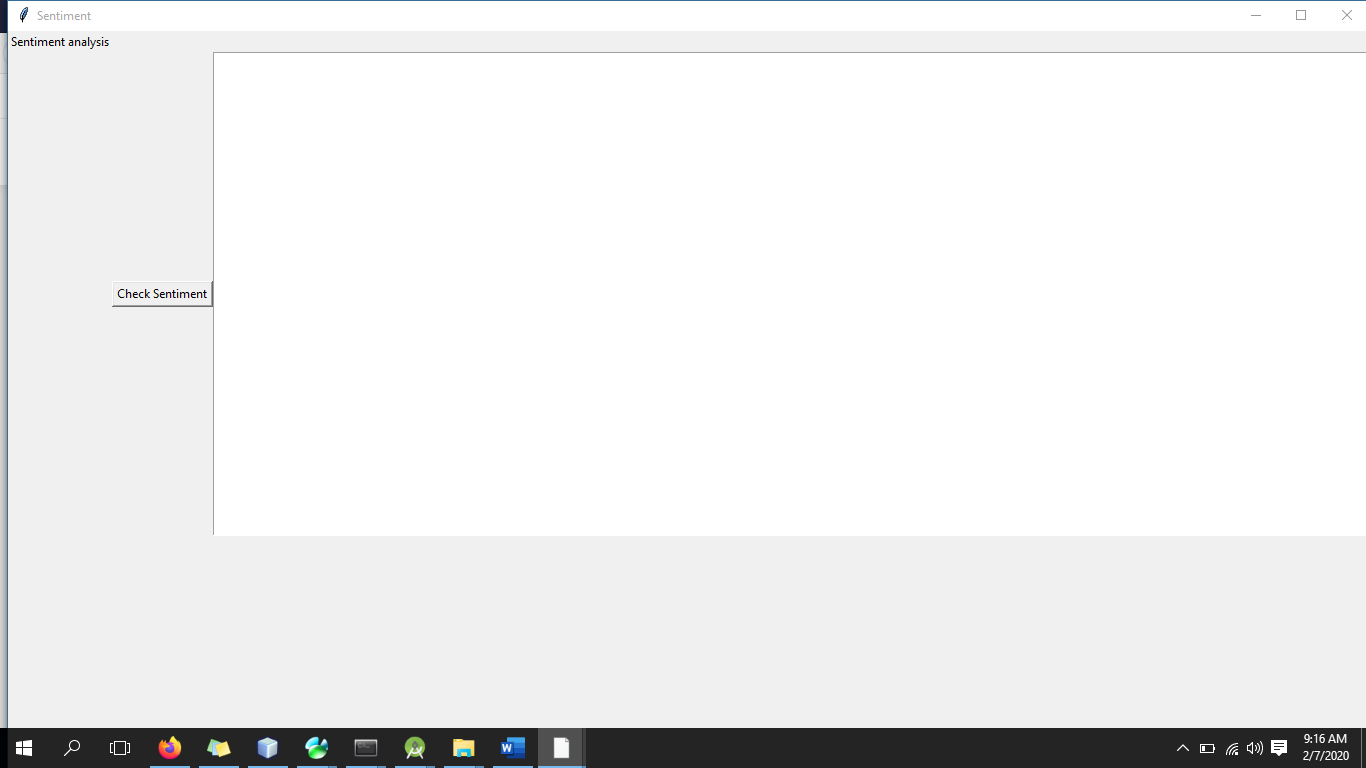 Sentiment
Sentiment analysis
Check Sentiment
9:16 AM
2/7/2020